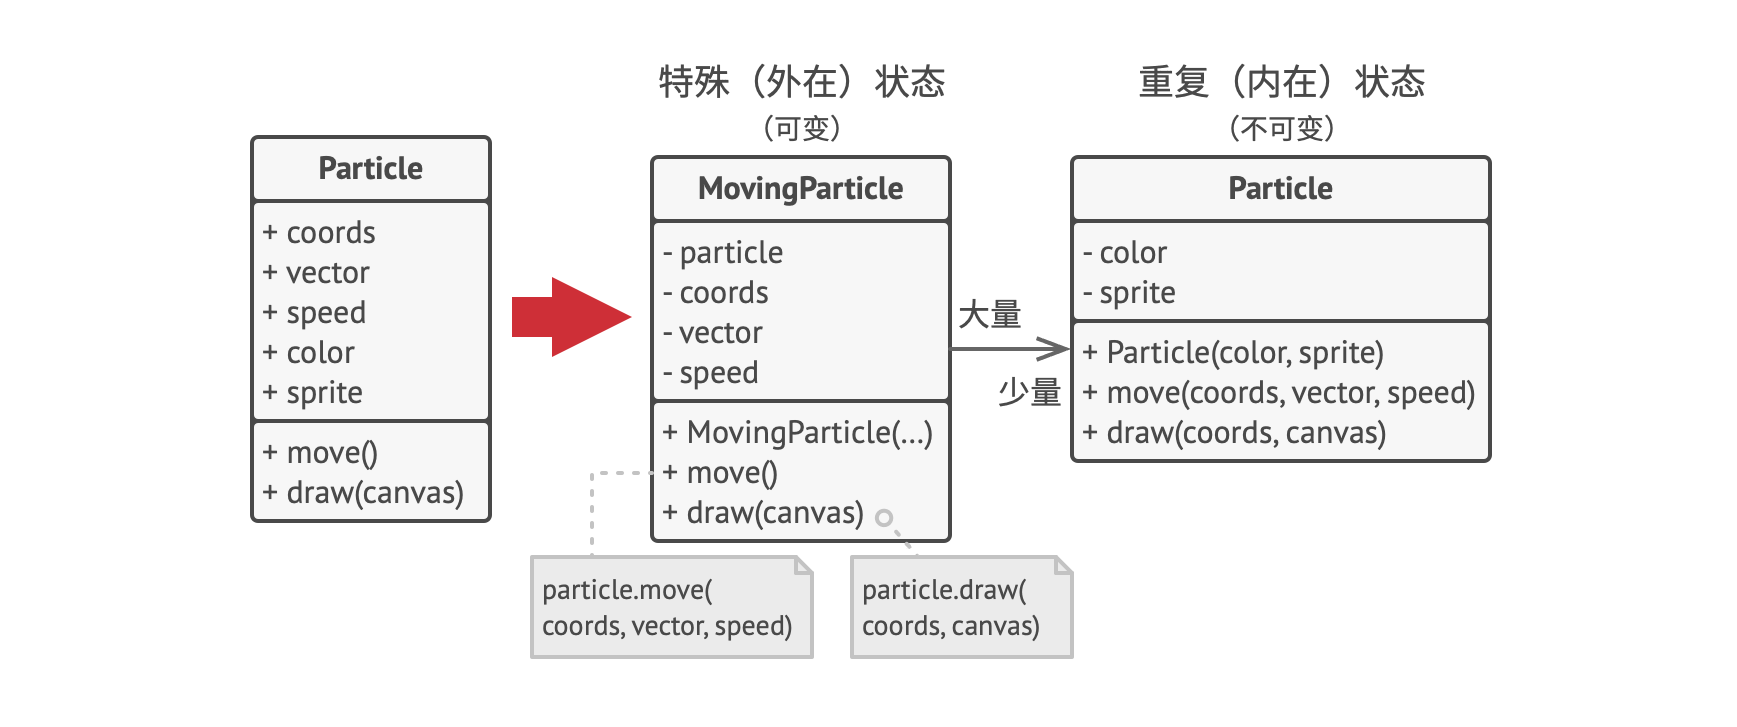 Particle
+ coords
+ vector
+ speed
+ color
+ sprite
+ move()
+ draw(canvas)
特殊（外在）状态
（可变）
MovingParticle
- particle
- coords
- vector
- speed
+ MovingParticle(...)
+ move()
+ draw(canvas)
particle.move(
coords, vector, speed)
particle.draw(
coords, canvas)
大量
少量
重复（内在）状态
（不可变）
Particle
- color
- sprite
+ Particle(color, sprite)
+ move(coords, vector, speed)
+ draw(coords, canvas)